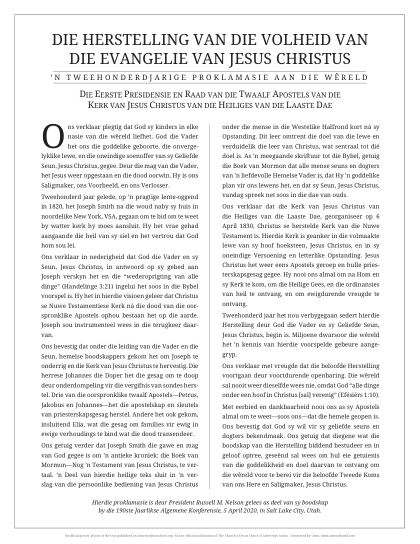 DIE HERSTELLING VAN DIE VOLHEID VAN
DIE EVANGELIE VAN JESUS CHRISTUS
'N TWEEHONDERDJARIGE PROKLAMASIE AAN DIE WÊRELD
Die Eerste Presidensie en Raad van die Twaalf Apostels van die
Kerk van Jesus Christus van die Heiliges van die Laaste Dae
Ons verklaar plegtig dat God sy kinders in elke
nasie van die wêreld liefhet. God die Vader
het ons die goddelike geboorte, die onverge-
lyklike lewe, en die oneindige soenoffer van sy Geliefde
Seun, Jesus Christus, gegee. Deur die mag van die Vader,
het Jesus weer opgestaan en die dood oorwin. Hy is ons
Saligmaker, ons Voorbeeld, en ons Verlosser.
Tweehonderd jaar gelede, op 'n pragtige lente-oggend
in 1820, het Joseph Smith na die woud naby sy huis in
noordelike New York, VSA, gegaan om te bid om te weet
by watter kerk hy moes aansluit. Hy het vrae gehad
aangaande die heil van sy siel en het vertrou dat God
hom sou lei.
Ons verklaar in nederigheid dat God die Vader en sy
Seun, Jesus Christus, in antwoord op sy gebed aan
Joseph verskyn het en die "wederoprigting van alle
dinge" (Handelinge 3:21) ingelui het soos in die Bybel
voorspel is. Hy het in hierdie visioen geleer dat Christus
se Nuwe Testamentiese Kerk ná die dood van die oor-
spronklike Apostels ophou bestaan het op die aarde.
Joseph sou instrumenteel wees in die terugkeer daar-
van.
Ons bevestig dat onder die leiding van die Vader en die
Seun, hemelse boodskappers gekom het om Joseph te
onderrig en die Kerk van Jesus Christus te hervestig. Die
herrese Johannes die Doper het die gesag om te doop
deur onderdompeling vir die vergifnis van sondes hers-
tel. Drie van die oorspronklike twaalf Apostels—Petrus,
Jakobus en Johannes—het die apostelskap en sleutels
van priesterskapsgesag herstel. Andere het ook gekom,
insluitend Elia, wat die gesag om families vir ewig in
ewige verhoudings te bind wat die dood transendeer.
Ons getuig verder dat Joseph Smith die gawe en mag
van God gegee is om 'n antieke kroniek: die Boek van
Mormon—Nog 'n Testament van Jesus Christus, te ver-
taal. 'n Deel van hierdie heilige teks sluit in 'n ver-
slag van die persoonlike bediening van Jesus Christus
onder die mense in die Westelike Halfrond kort ná sy
Opstanding. Dit leer omtrent die doel van die lewe en
verduidelik die leer van Christus, wat sentraal tot dié
doel is. As 'n meegaande skriftuur tot die Bybel, getuig
die Boek van Mormon dat alle mense seuns en dogters
van 'n liefdevolle Hemelse Vader is, dat Hy 'n goddelike
plan vir ons lewens het, en dat sy Seun, Jesus Christus,
vandag spreek net soos in die dae van ouds.
Ons verklaar dat die Kerk van Jesus Christus van
die Heiliges van die Laaste Dae, georganiseer op 6
April 1830, Christus se herstelde Kerk van die Nuwe
Testament is. Hierdie Kerk is geanker in die volmaakte
lewe van sy hoof hoeksteen, Jesus Christus, en in sy
oneindige Versoening en letterlike Opstanding. Jesus
Christus het weer eens Apostels geroep en hulle pries-
terskapsgesag gegee. Hy nooi ons almal om na Hom en
sy Kerk te kom, om die Heilige Gees, en die ordinansies
van heil te ontvang, en om ewigdurende vreugde te
ontvang.
Tweehonderd jaar het nou verbygegaan sedert hierdie
Herstelling deur God die Vader en sy Geliefde Seun,
Jesus Christus, begin is. Miljoene dwarsoor die wêreld
het 'n kennis van hierdie voorspelde gebeure aange-
gryp.
Ons verklaar met vreugde dat die beloofde Herstelling
voortgaan deur voortdurende openbaring. Die wêreld
sal nooit weer dieselfde wees nie, omdat God "alle dinge
onder een hoof in Christus [sal] verenig" (Efésiërs 1:10).
Met eerbied en dankbaarheid nooi ons as sy Apostels
almal om te weet—soos ons—dat die hemele geopen is.
Ons bevestig dat God sy wil vir sy geliefde seuns en
dogters bekendmaak. Ons getuig dat diegene wat die
boodskap van die Herstelling biddend bestudeer en in
geloof optree, geseënd sal wees om hul eie getuienis
van die goddelikheid en doel daarvan te ontvang om
die wêreld voor te berei vir die beloofde Tweede Koms
van ons Here en Saligmaker, Jesus Christus.
Hierdie proklamasie is deur President Russell M. Nelson gelees as deel van sy boodskap
by die 190ste Jaarlikse Algemene Konferensie, 5 April 2020, in Salt Lake City, Utah.